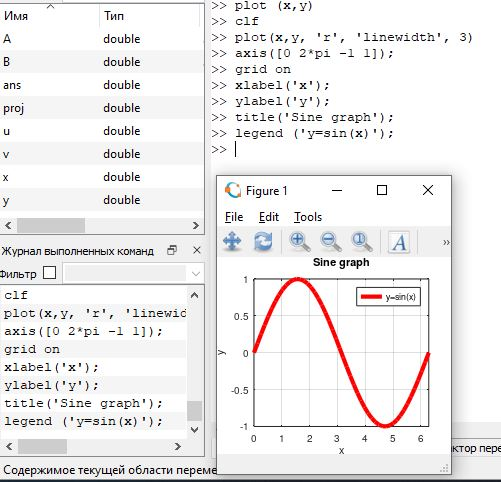 Имя Тип
A double
B double
ans double
proj double
u double
v double
x double
y double
Журнал выполненных команд
Фильтр
clf
plot(x,y, 'r', 'linewid
axis([0 2*pi -1 1]);
grid on
xlabel('x');
ylabel('y');
title('Sine graph');
legend ('y=sin(x)');
Содержимое текущей области переме
>> plot (x,y)
>> clf
>> plot(x,y, 'r', 'linewidth', 3)
>> axis([0 2*pi -1 1]);
>> grid on
>> xlabel('x');
>> ylabel('y');
>> title('Sine graph');
>> legend ('y=sin(x)');
>>
Figure 1
File Edit Tools
A »
Sine graph
y=sin(x)
1
0.5
0
-0.5
-1
y
0 1 2 3 4 5 6
x
ктор пере